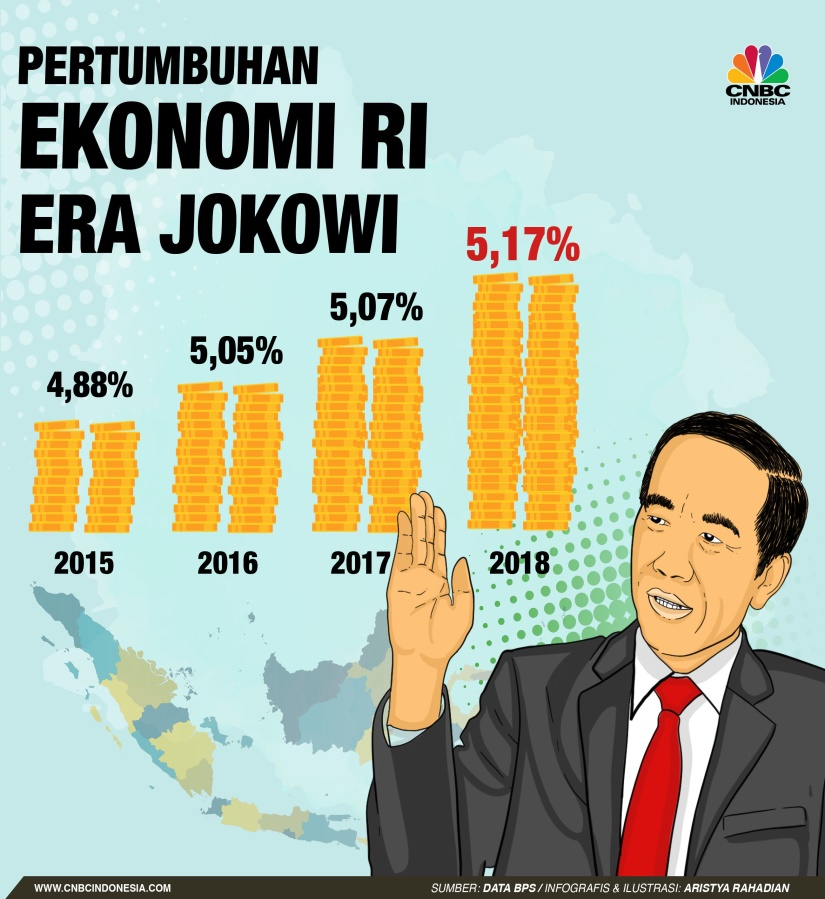 PERTUMBUHAN
EKONOMI RI
ERA JOKOWI
CNBC
INDONESIA
4,88%
5,05%
5,07%
5,17%
2015
2016
2017
2018
WWW.CNBCINDONESIA.COM
SUMBER: DATA BPS / INFOGRAFIS & ILUSTRASI: ARISTYA RAHADIAN